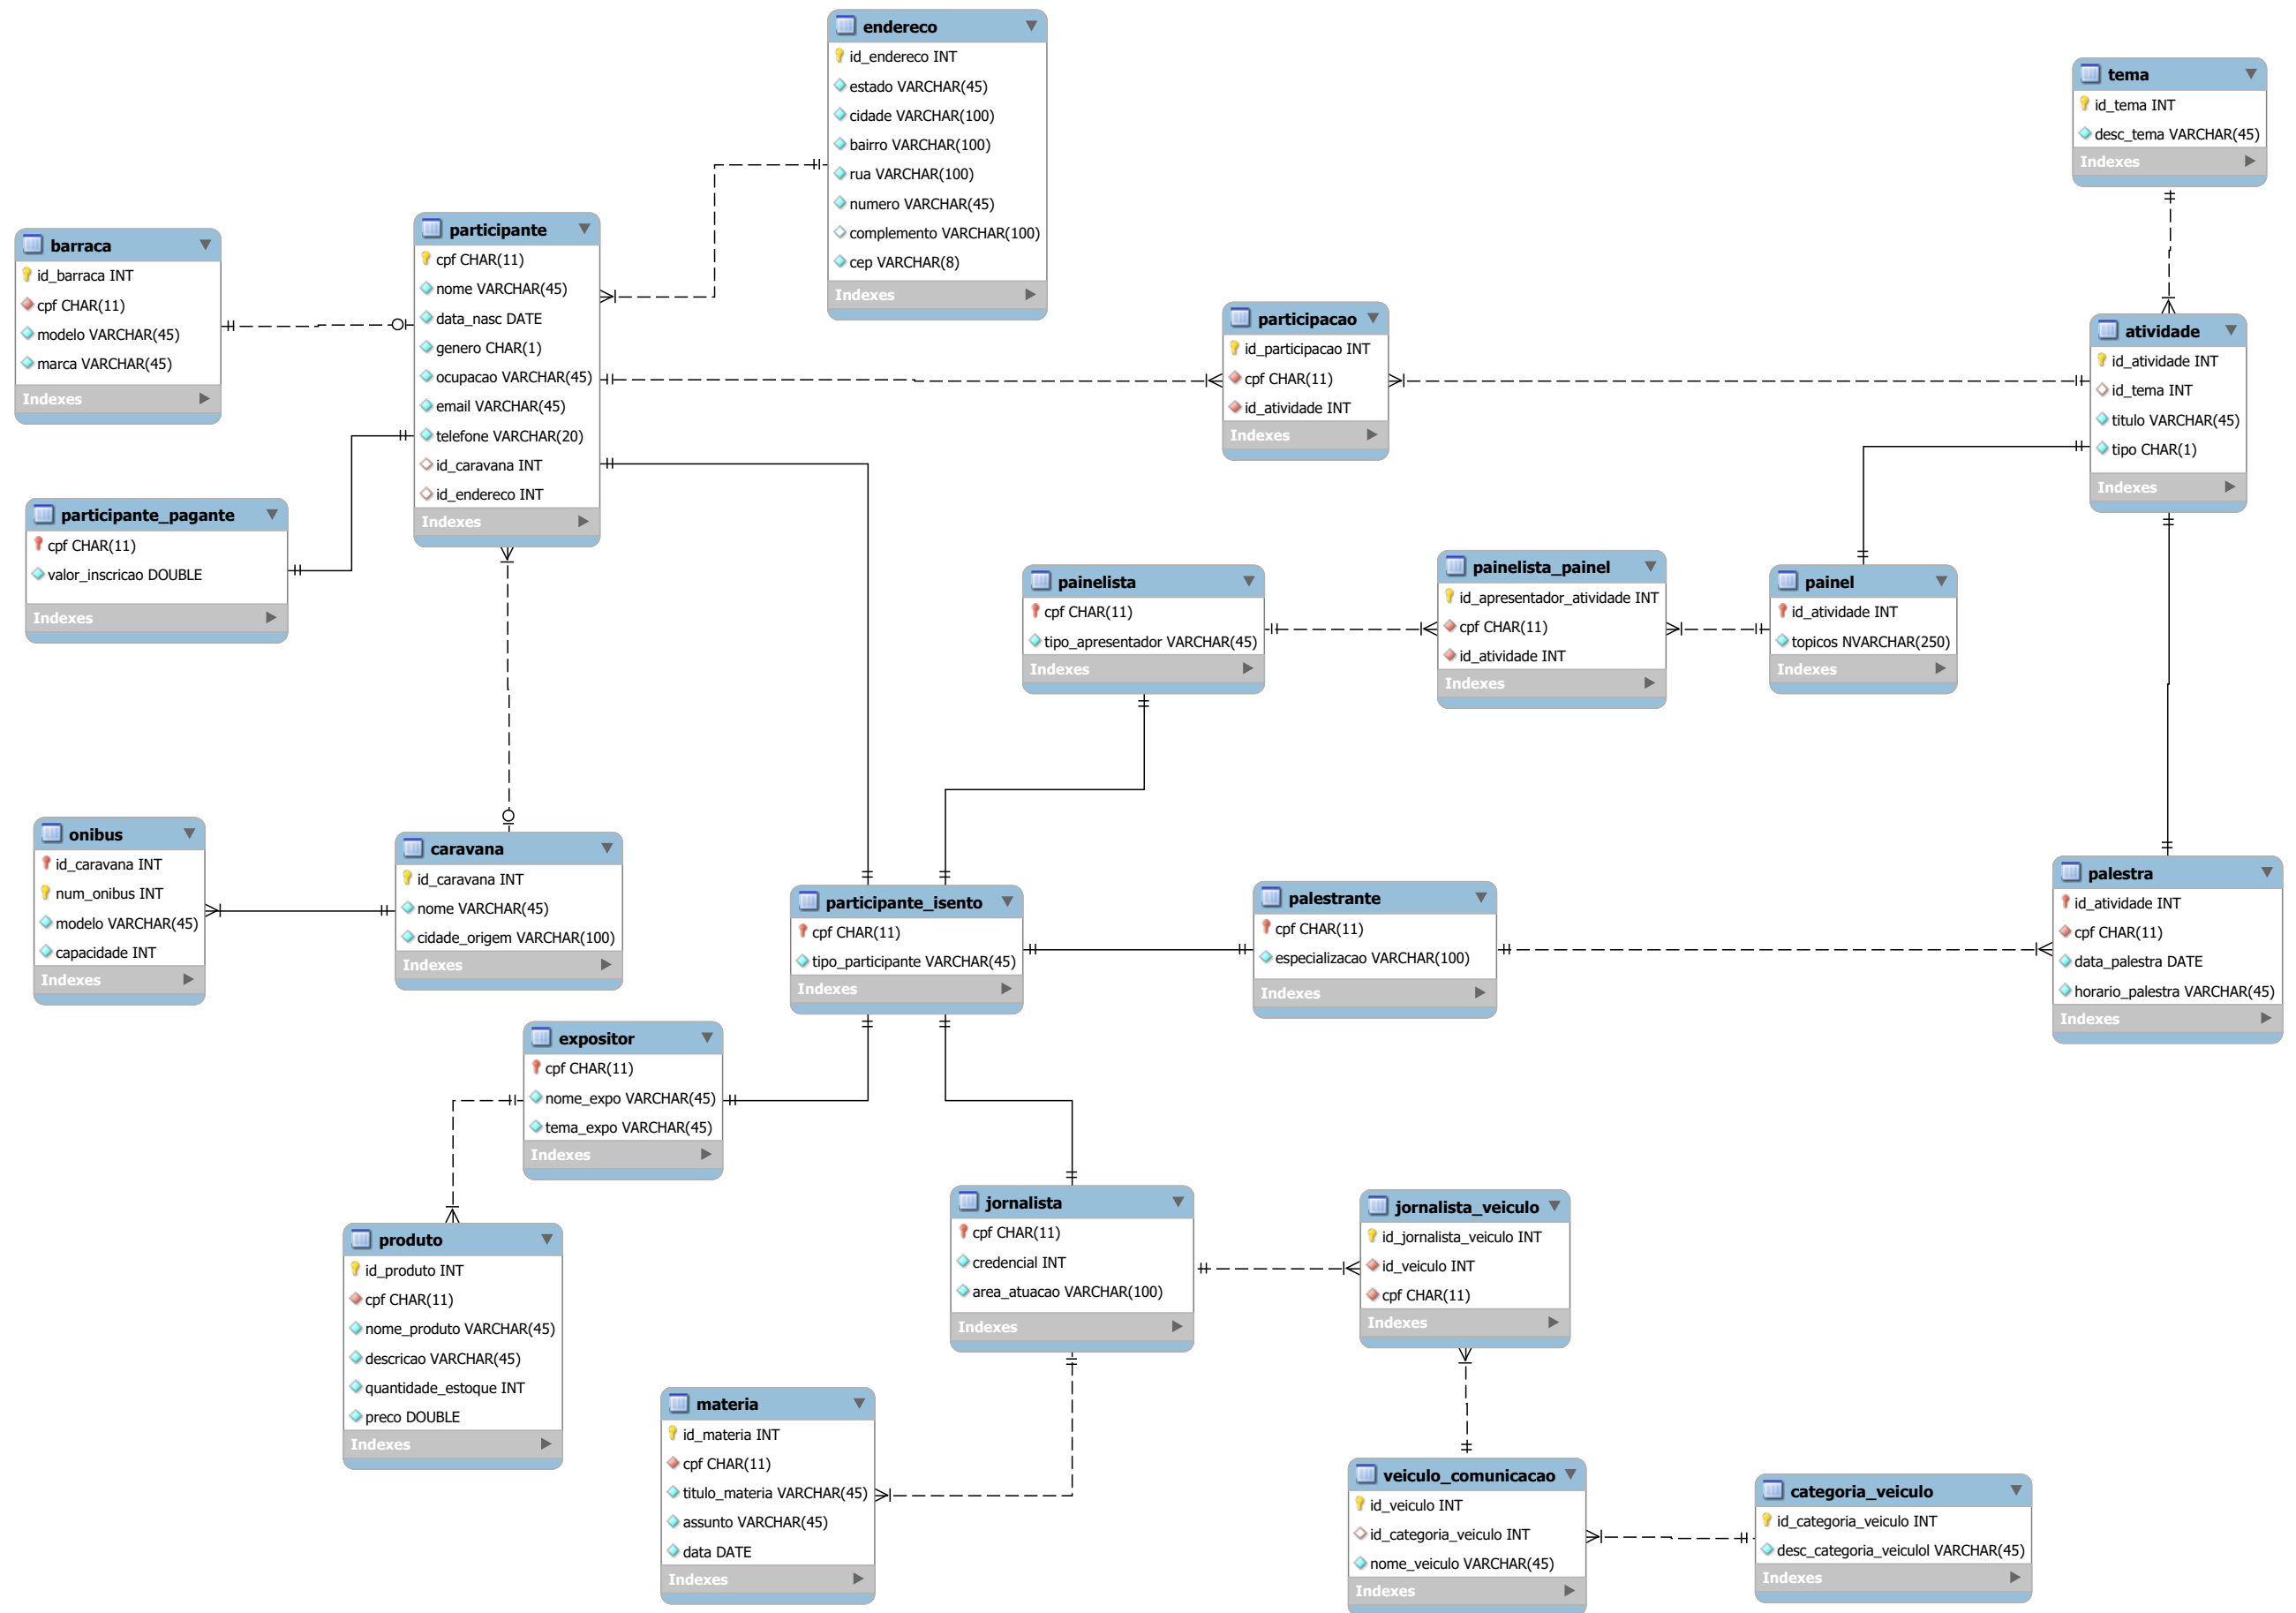 endereco
id_endereco INT
estado VARCHAR(45)
cidade VARCHAR(100)
bairro VARCHAR(100)
rua VARCHAR(100)
numero VARCHAR(45)
complemento VARCHAR(100)
cep VARCHAR(8)
Indexes
tema
id_tema INT
desc_tema VARCHAR(45)
Indexes
barraca
id_barraca INT
cpf CHAR(11)
modelo VARCHAR(45)
marca VARCHAR(45)
Indexes
participante
cpf CHAR(11)
nome VARCHAR(45)
data_nasc DATE
genero CHAR(1)
ocupacao VARCHAR(45)
email VARCHAR(45)
telefone VARCHAR(20)
id_caravana INT
id_endereco INT
Indexes
participacao
id_participacao INT
cpf CHAR(11)
id_atividade INT
Indexes
atividade
id_atividade INT
id_tema INT
titulo VARCHAR(45)
tipo CHAR(1)
Indexes
participante_pagante
cpf CHAR(11)
valor_inscricao DOUBLE
Indexes
painelista
cpf CHAR(11)
tipo_apresentador VARCHAR(45)
Indexes
painelista_painel
id_apresentador_atividade INT
cpf CHAR(11)
id_atividade INT
Indexes
painel
id_atividade INT
topicos NVARCHAR(250)
Indexes
onibus
id_caravana INT
num_onibus INT
modelo VARCHAR(45)
capacidade INT
Indexes
caravana
id_caravana INT
nome VARCHAR(45)
cidade_origem VARCHAR(100)
Indexes
participante_isento
cpf CHAR(11)
tipo_participante VARCHAR(45)
Indexes
palestrante
cpf CHAR(11)
especializacao VARCHAR(100)
Indexes
palestra
id_atividade INT
cpf CHAR(11)
data_palestra DATE
horario_palestra VARCHAR(45)
Indexes
expositor
cpf CHAR(11)
nome_expo VARCHAR(45)
tema_expo VARCHAR(45)
Indexes
produto
id_produto INT
cpf CHAR(11)
nome_produto VARCHAR(45)
descricao VARCHAR(45)
quantidade_estoque INT
preco DOUBLE
Indexes
jornalista
cpf CHAR(11)
credencial INT
area_atuacao VARCHAR(100)
Indexes
jornalista_veiculo
id_jornalista_veiculo INT
id_veiculo INT
cpf CHAR(11)
Indexes
materia
id_materia INT
cpf CHAR(11)
titulo_materia VARCHAR(45)
assunto VARCHAR(45)
data DATE
Indexes
veiculo_comunicacao
id_veiculo INT
id_categoria_veiculo INT
nome_veiculo VARCHAR(45)
Indexes
categoria_veiculo
id_categoria_veiculo INT
desc_categoria_veiculol VARCHAR(45)
Indexes